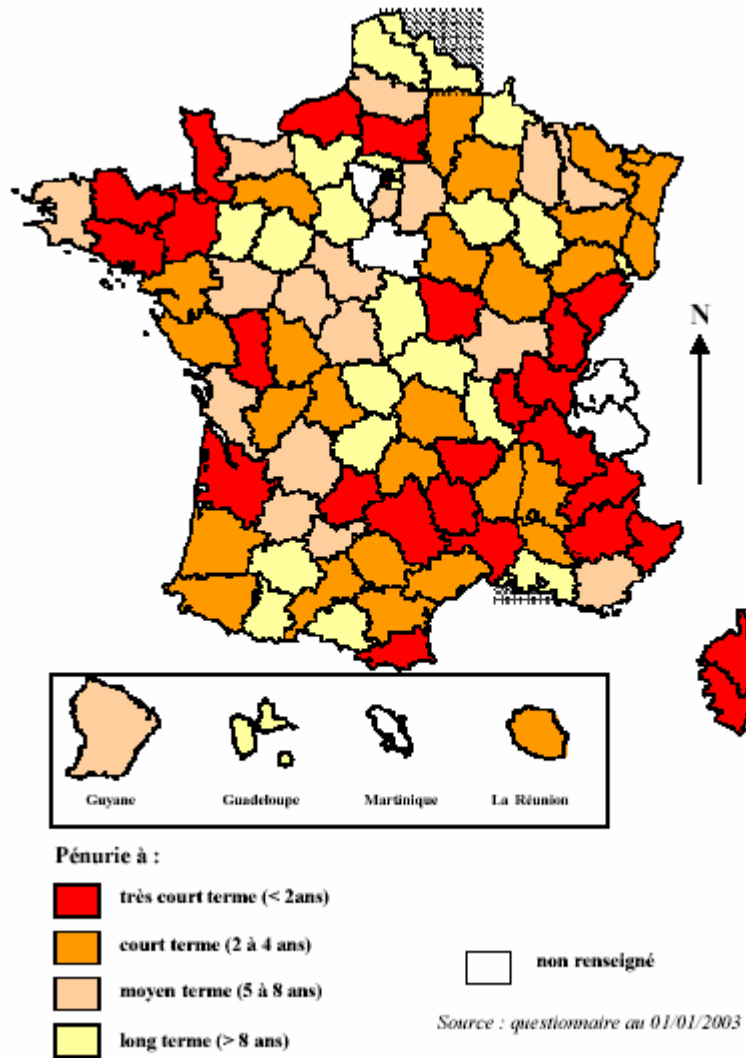 N
Guyane
Guadeloupe
Martinique
La Réunion
Pénurie à :
très court terme (< 2ans)
court terme (2 à 4 ans)
moyen terme (5 à 8 ans)
long terme (> 8 ans)
non renseigné
Source : questionnaire au 01/01/2003